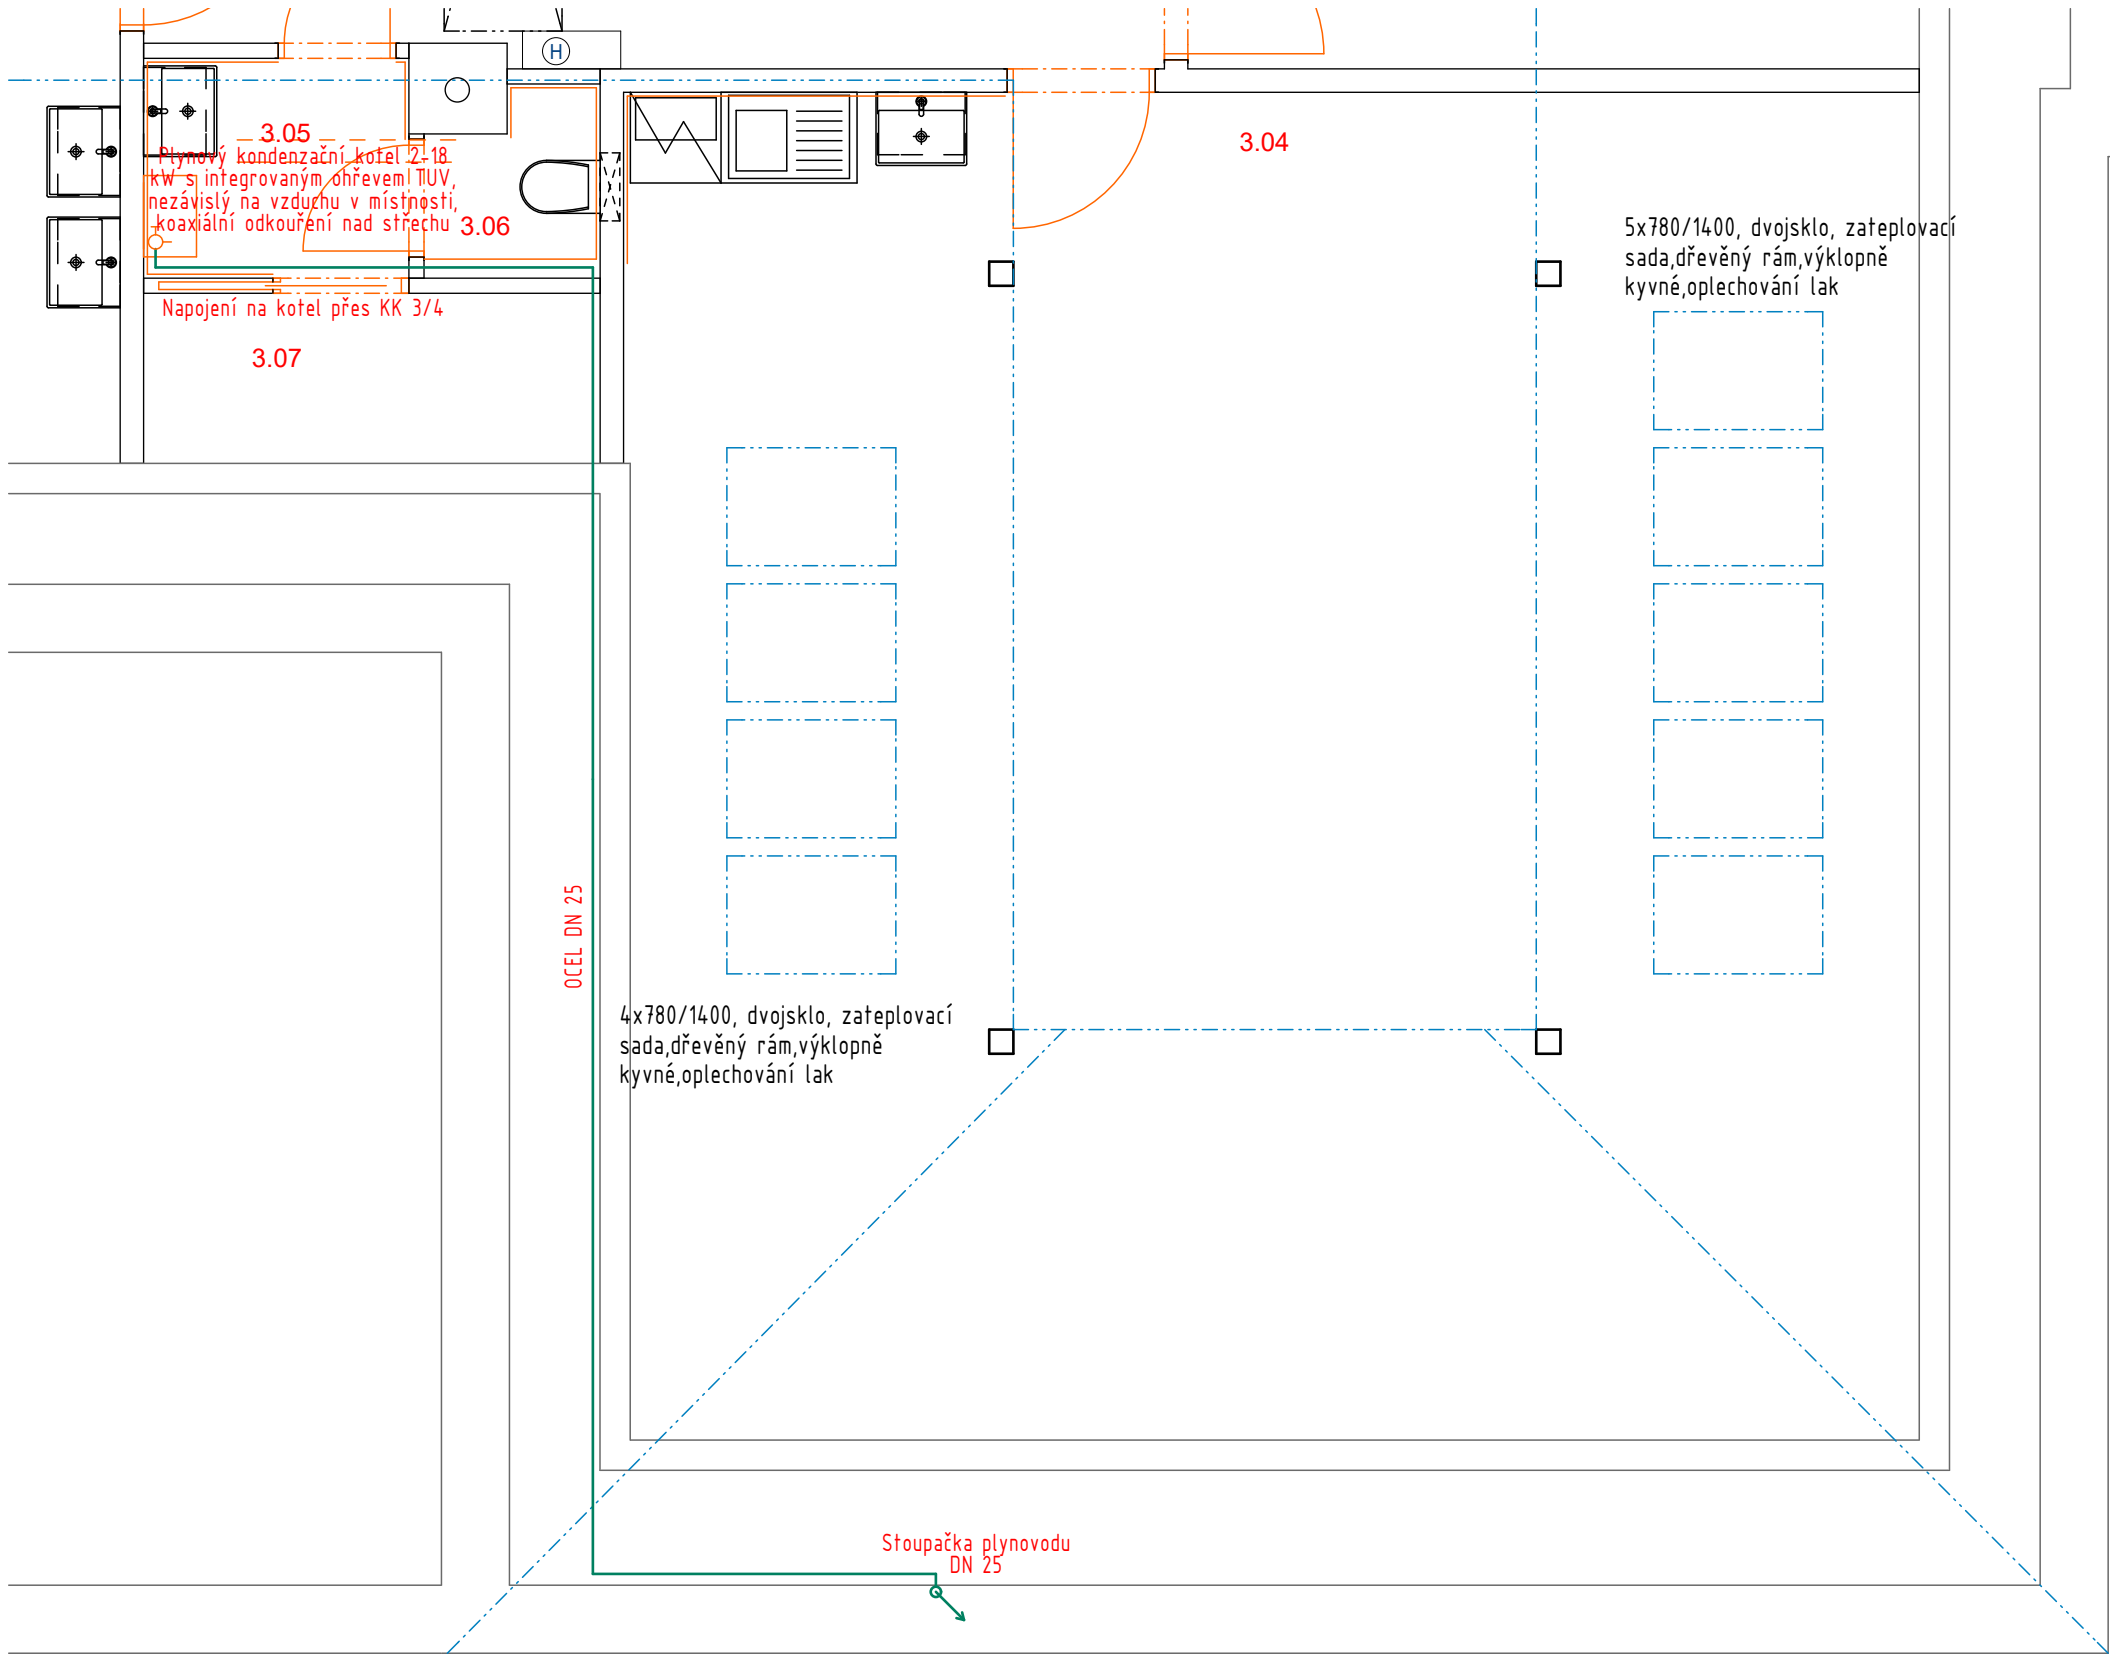 H
3.05
Plynový kondenzační kotel 2-18
kW s integrovaným ohřevem TUV,
nezávislý na vzduchu v místnosti,
koaxiální odkouření nad střechu
3.06
3.04
5x780/1400, dvojsklo, zateplovací
sada,dřevěný rám,výklopně
kyvné,oplechování lak
Napojení na kotel přes KK 3/4
3.07
OCEL DN 25
4x780/1400, dvojsklo, zateplovací
sada,dřevěný rám,výklopně
kyvné,oplechování lak
Stoupačka plynovodu
DN 25